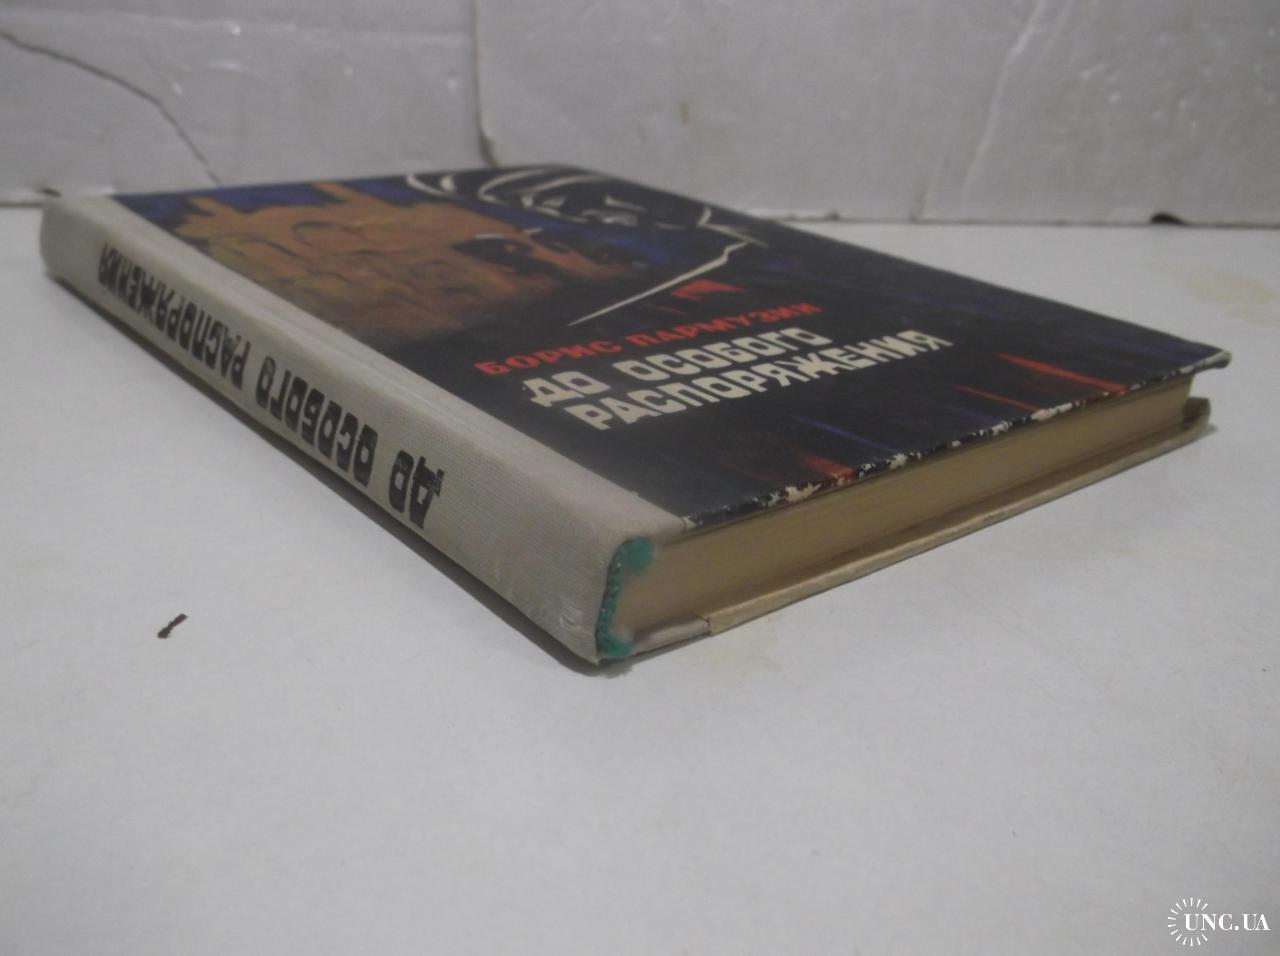 БОРИС ПАРМУЗИН
ДО ОСОБОГО
РАСПОРЯЖЕНИЯ
ДО ОСОБОГО РАСПОРЯЖЕНИЯ
UNC.UA